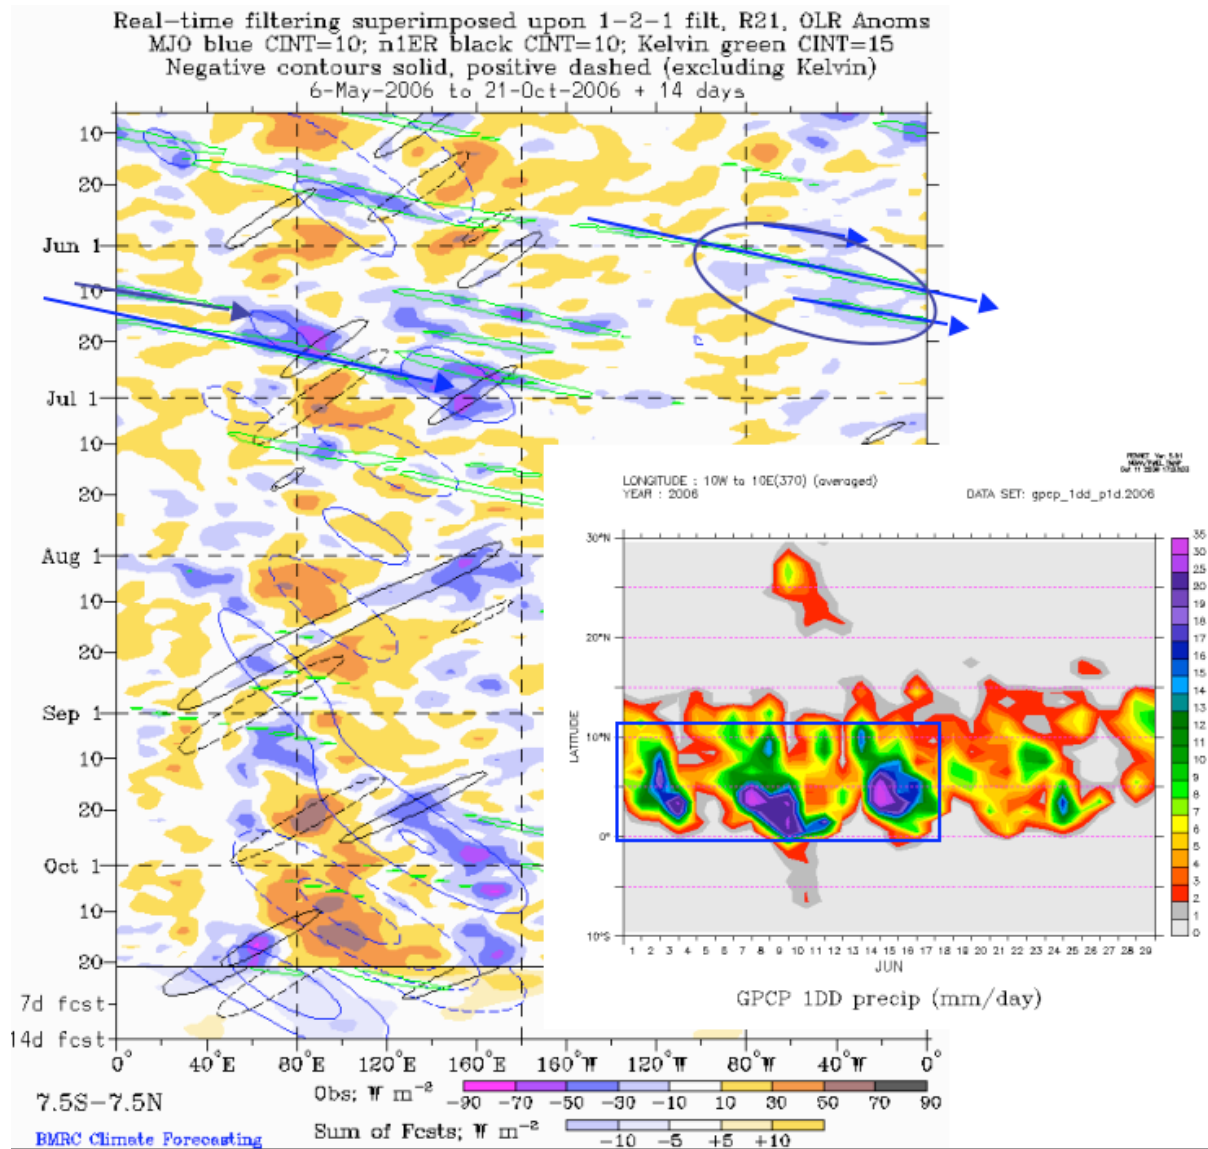 Real-time filtering superimposed upon 1-2-1 filt, R21, OLR Anoms
MJO blue CINT=10; n1ER black CINT=10; Kelvin green CINT=15
Negative contours solid, positive dashed (excluding Kelvin)
6-May-2006 to 21-Oct-2006 + 14 days
10
20
Jun 1
10
20
Jul 1
10
20
Aug 1
10
20
Sep 1
10
20
Oct 1
10
20
7d fcst
14d fcst
0° 40°E 80°E 120°E 160°E 160°W 120°W 80°W 40°W 0°
7.5S-7.5N
Obs; W m-2
-90 -70 -50 -30 -10 10 30 50 70 90
BMRC Climate Forecasting
Sum of Fcsts; W m-2
-10 -5 +5 +10
LONGITUDE : 10W to 10E(370) (averaged)
YEAR : 2006
DATA SET: gpcp_1dd_p1d.2006
30°N
20°N
10°N
0°
10°S
LATITUDE
1 2 3 4 5 5 7 8 9 10 11 13 14 15 16 17 18 19 20 21 22 23 25 26 27 28 29
JUN
GPCP 1DD precip (mm/day)
35
30
25
20
19
18
17
16
15
14
13
12
11
10
9
8
7
6
5
4
3
2
1
0